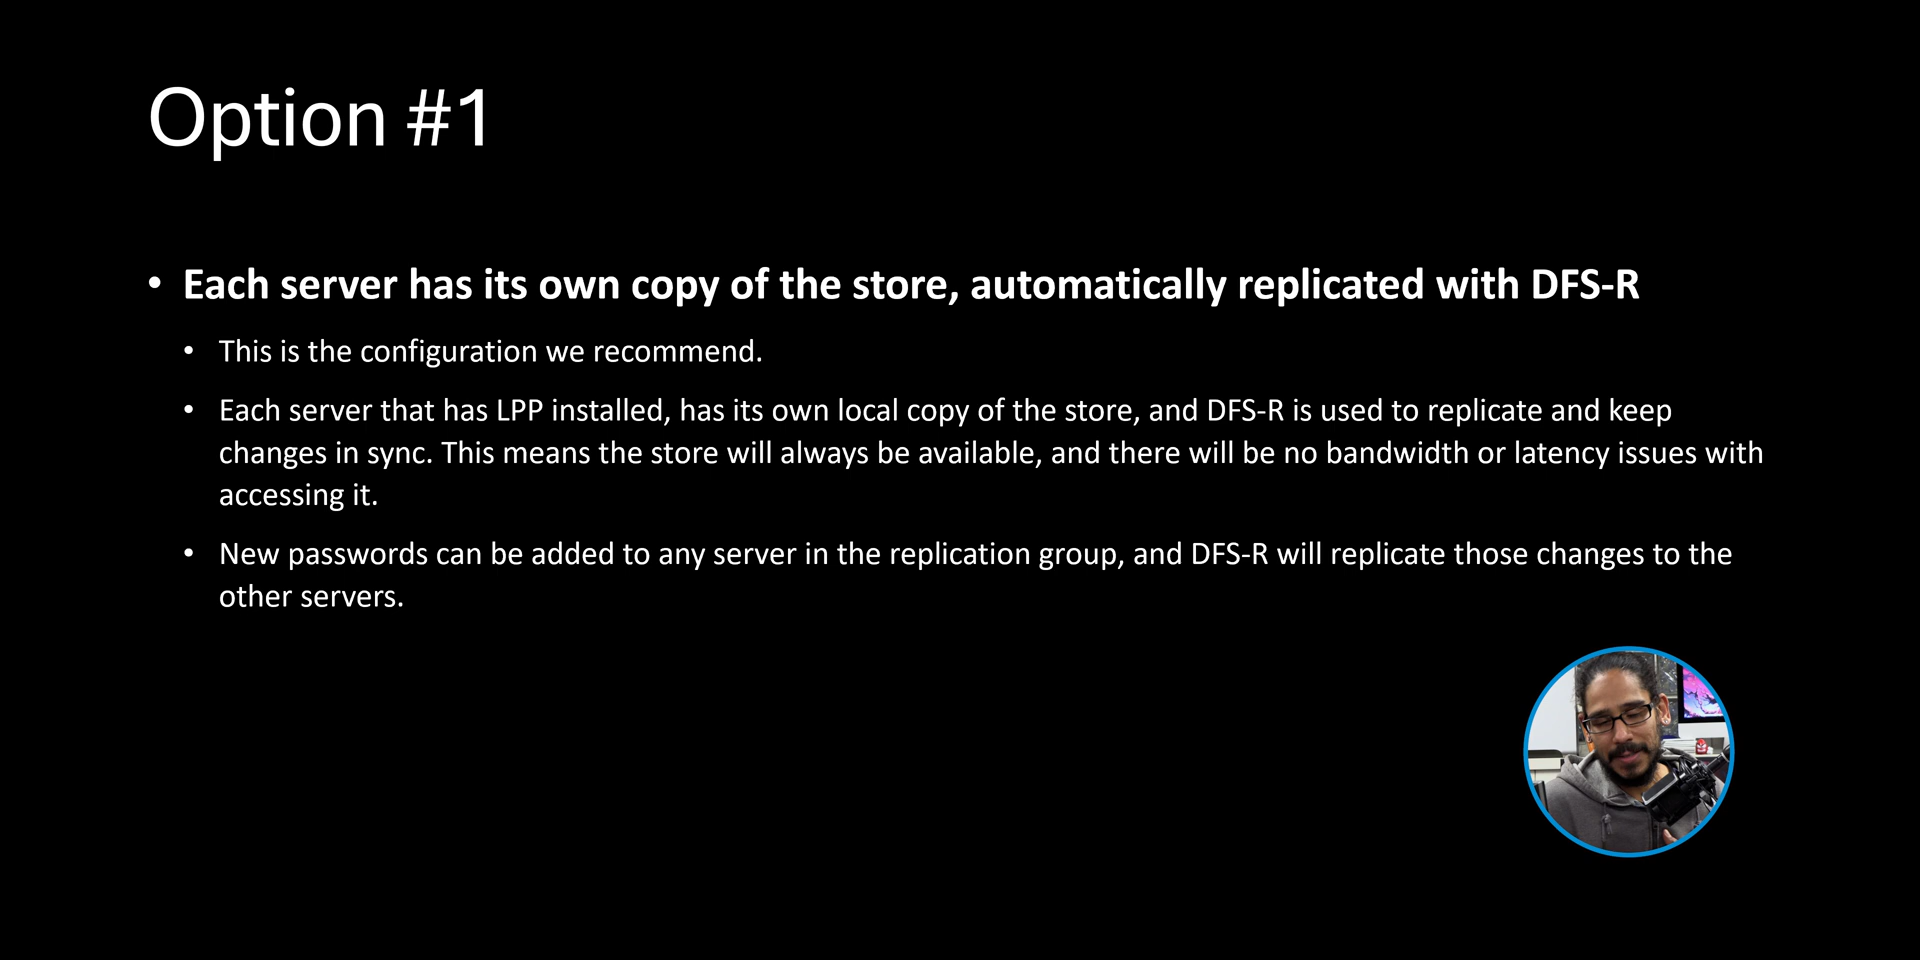 Option #1
• Each server has its own copy of the store, automatically replicated with DFS-R
• This is the configuration we recommend.
• Each server that has LPP installed, has its own local copy of the store, and DFS-R is used to replicate and keep
changes in sync. This means the store will always be available, and there will be no bandwidth or latency issues with
accessing it.
• New passwords can be added to any server in the replication group, and DFS-R will replicate those changes to the
other servers.